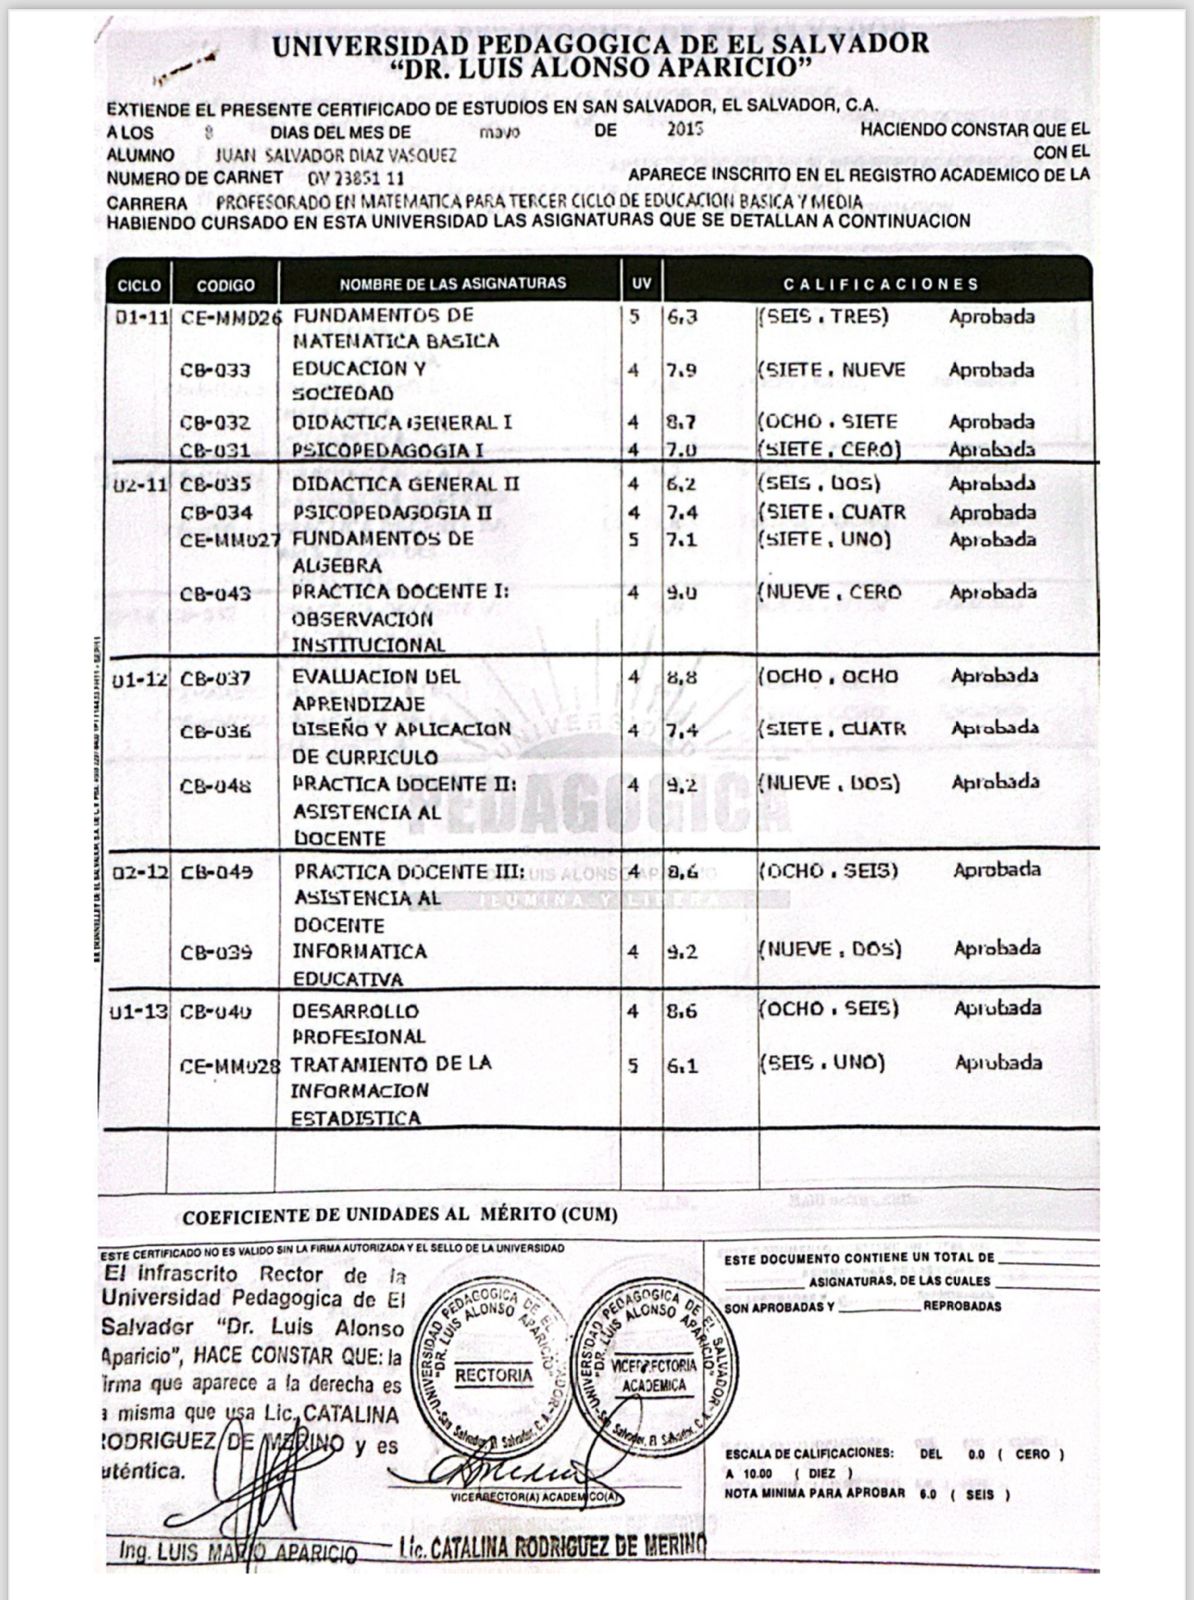 UNIVERSIDAD PEDAGOGICA DE EL SALVADOR
“DR. LUIS ALONSO APARICIO”
EXTIENDE EL PRESENTE CERTIFICADO DE ESTUDIOS EN SAN SALVADOR, EL SALVADOR, C.A.
A LOS 8 DIAS DEL MES DE mayo DE 2015 HACIENDO CONSTAR QUE EL
ALUMNO JUAN SALVADOR DIAZ VASQUEZ CON EL
NUMERO DE CARNET DV 23851 11 APARECE INSCRITO EN EL REGISTRO ACADEMICO DE LA
CARRERA PROFESORADO EN MATEMATICA PARA TERCER CICLO DE EDUCACION BASICA Y MEDIA
HABIENDO CURSADO EN ESTA UNIVERSIDAD LAS ASIGNATURAS QUE SE DETALLAN A CONTINUACION
CICLO CODIGO NOMBRE DE LAS ASIGNATURAS UV CALIFICACIONES
01-11 CE-MM026 FUNDAMENTOS DE 5 6.3 (SEIS . TRES) Aprobada
MATEMATICA BASICA
CB-033 EDUCACION Y 4 7.9 (SIETE . NUEVE Aprobada
SOCIEDAD
CB-032 DIDACTICA GENERAL I 4 8.7 (OCHO . SIETE Aprobada
CB-031 PSICOPEDAGOGIA I 4 7.0 (SIETE . CERO) Aprobada
02-11 CB-035 DIDACTICA GENERAL II 4 6.2 (SEIS . DOS) Aprobada
CB-034 PSICOPEDAGOGIA II 4 7.4 (SIETE . CUATR Aprobada
CE-MM027 FUNDAMENTOS DE 5 7.1 (SIETE . UNO) Aprobada
ALGEBRA
CB-043 PRACTICA DOCENTE I: 4 9.0 (NUEVE . CERO Aprobada
OBSERVACION
INSTITUCIONAL
01-12 CB-037 EVALUACION DEL 4 8.8 (OCHO . OCHO Aprobada
APRENDIZAJE
CB-036 DISEÑO Y APLICACION 4 7.4 (SIETE . CUATR Aprobada
DE CURRICULO
CB-048 PRACTICA DOCENTE II: 4 9.2 (NUEVE . DOS) Aprobada
ASISTENCIA AL
DOCENTE
02-12 CB-049 PRACTICA DOCENTE III: 4 8.6 (OCHO . SEIS) Aprobada
ASISTENCIA AL
DOCENTE
CB-039 INFORMATICA 4 9.2 (NUEVE . DOS) Aprobada
EDUCATIVA
01-13 CB-040 DESARROLLO 4 8.6 (OCHO . SEIS) Aprobada
PROFESIONAL
CE-MM028 TRATAMIENTO DE LA 5 6.1 (SEIS . UNO) Aprobada
INFORMACION
ESTADISTICA
UNIVERSIDAD
PEDAGOGICA
DR. LUIS ALONSO APARICIO
ILUMINA Y LIBERA
COEFICIENTE DE UNIDADES AL MÉRITO (CUM)
ESTE CERTIFICADO NO ES VALIDO SIN LA FIRMA AUTORIZADA Y EL SELLO DE LA UNIVERSIDAD
El infrascrito Rector de la
Universidad Pedagogica de El
Salvador “Dr. Luis Alonso
Aparicio”, HACE CONSTAR QUE: la
irma que aparece a la derecha es
a misma que usa Lic. CATALINA
RODRIGUEZ DE MERINO y es
uténtica.
Ing. LUIS MARIO APARICIO
UNIVERSIDAD PEDAGOGICA DE EL SALVADOR
"DR. LUIS ALONSO APARICIO"
RECTORIA
San Salvador, El Salvador, C.A.
UNIVERSIDAD PEDAGOGICA DE EL SALVADOR
"DR. LUIS ALONSO APARICIO"
VICERRECTORIA
ACADEMICA
San Salvador, El Salvador, C.A.
VICERRECTOR(A) ACADEMICO(A)
Lic. CATALINA RODRIGUEZ DE MERINO
ESTE DOCUMENTO CONTIENE UN TOTAL DE
ASIGNATURAS, DE LAS CUALES
SON APROBADAS Y REPROBADAS
ESCALA DE CALIFICACIONES: DEL 0.0 ( CERO )
A 10.00 ( DIEZ )
NOTA MINIMA PARA APROBAR 6.0 ( SEIS )